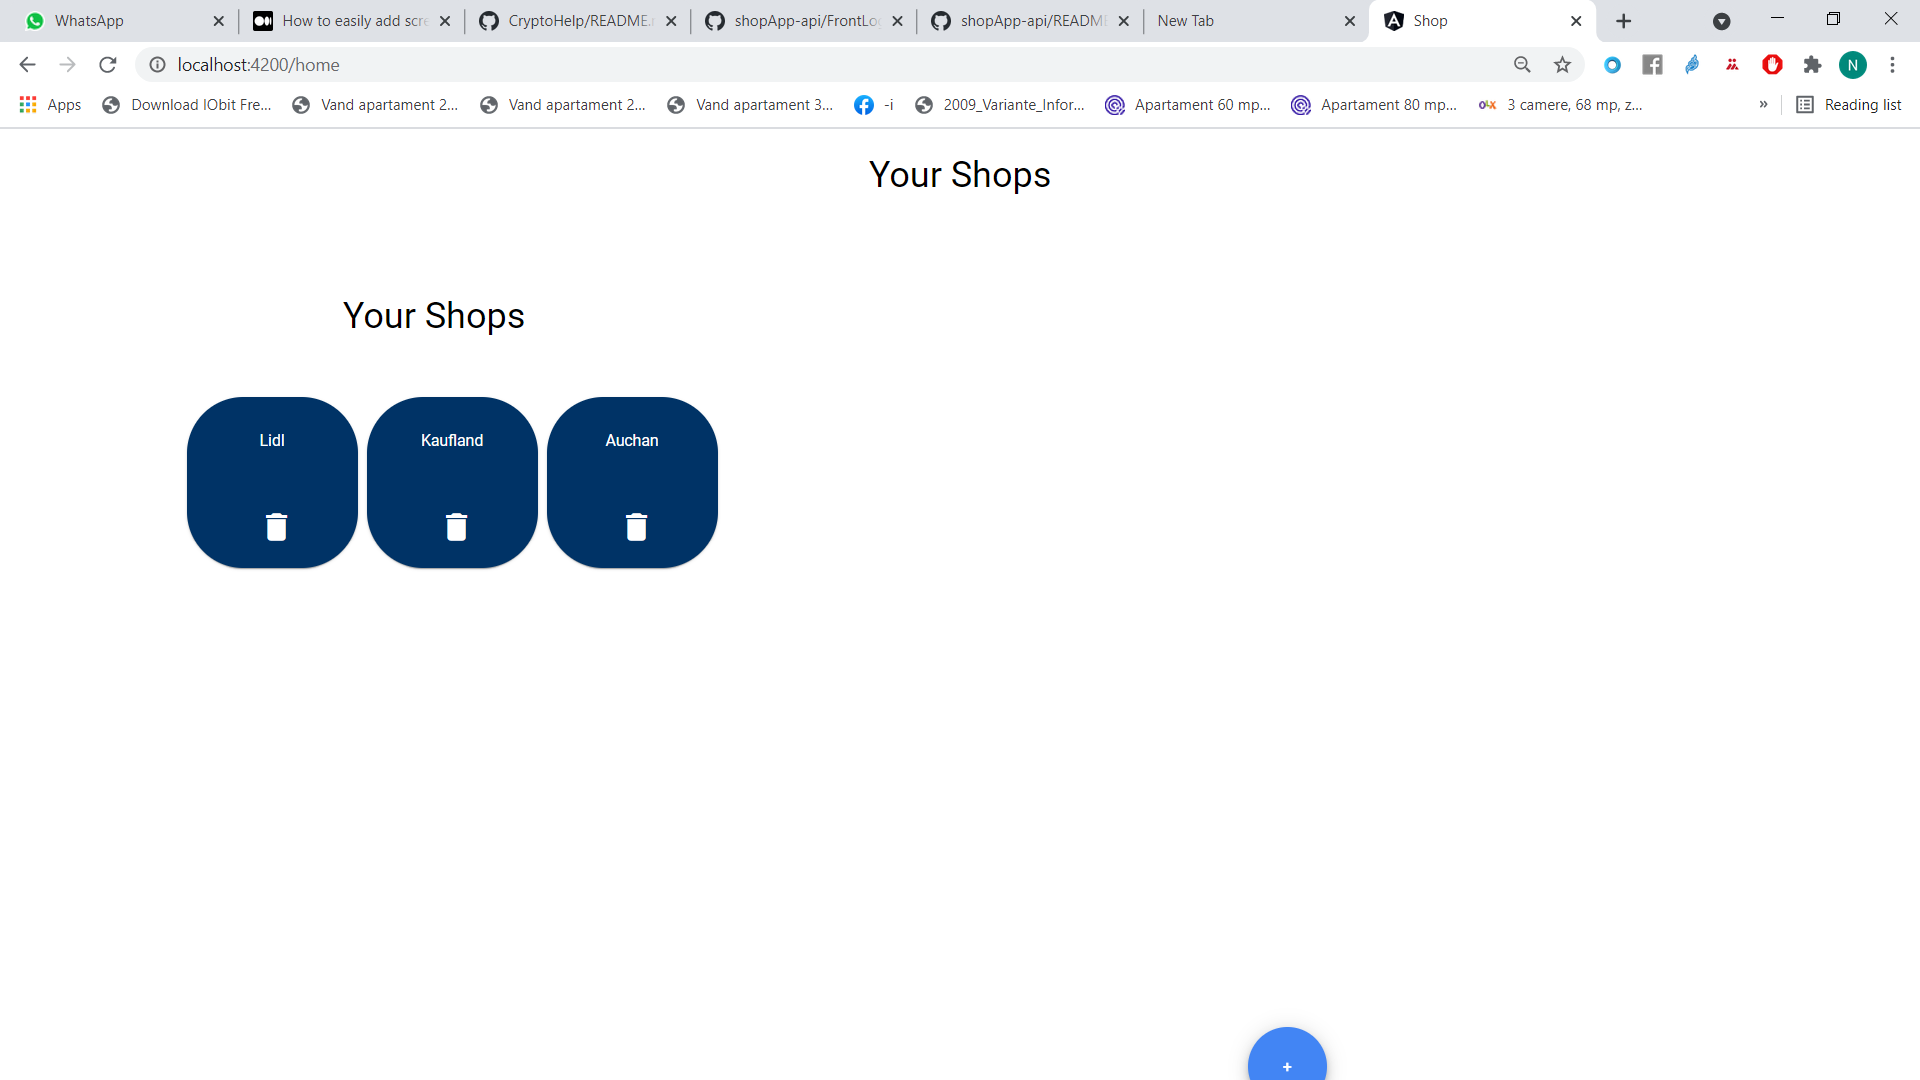 WhatsApp
How to easily add scre
CryptoHelp/README.
shopApp-api/FrontLo
shopApp-api/README
New Tab
Shop
localhost:4200/home
N
Apps
Download IObit Fre...
Vand apartament 2...
Vand apartament 2...
Vand apartament 3...
-i
2009_Variante_Infor...
Apartament 60 mp...
Apartament 80 mp...
OLX
3 camere, 68 mp, z...
»
Reading list
Your Shops
Your Shops
Lidl
Kaufland
Auchan
+